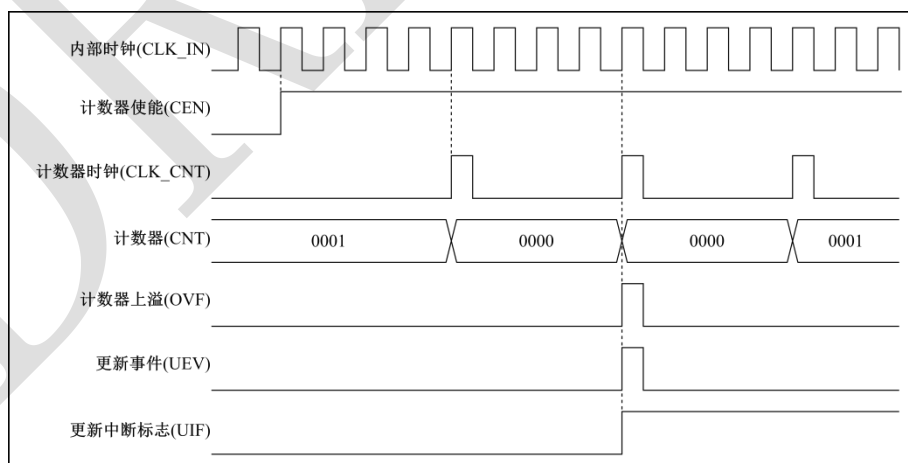 内部时钟(CLK_IN)
计数器使能(CEN)
计数器时钟(CLK_CNT)
计数器(CNT) 0001 0000 0000 0001
计数器上溢(OVF)
更新事件(UEV)
更新中断标志(UIF)